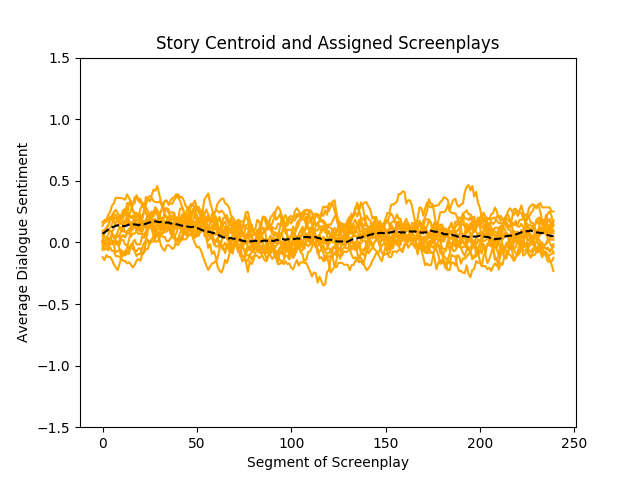 Story Centroid and Assigned Screenplays
1.5
1.0
0.5
0.0
−0.5
−1.0
−1.5
Average Dialogue Sentiment
0 50 100 150 200 250
Segment of Screenplay